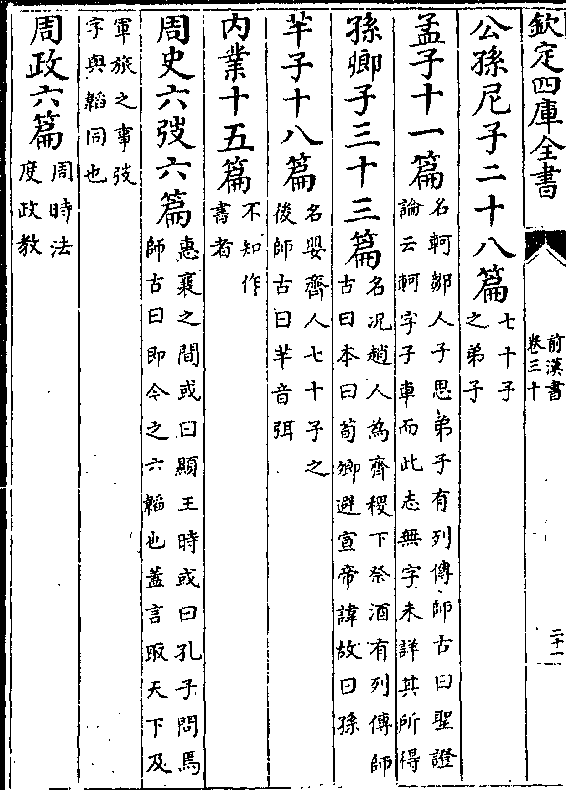 欽定四庫全書
前漢書
卷三十
二十一
公孫尼子二十八篇
七十子
之弟子
孟子十一篇
名軻鄒人子思弟子有列傳師古曰聖證
論云軻字子車而此志無字未詳其所得
孫卿子三十三篇
名況趙人為齊稷下祭酒有列傳師
古曰本曰荀卿避宣帝諱故曰孫
芊子十八篇
名嬰齊人七十子之
後師古曰芊音弭
内業十五篇
不知作
書者
周史六弢六篇
惠襄之間或曰顯王時或曰孔子問焉
師古曰即今之六韜也蓋言取天下及
軍旅之事弢
字與韜同也
周政六篇
周時法
度政教